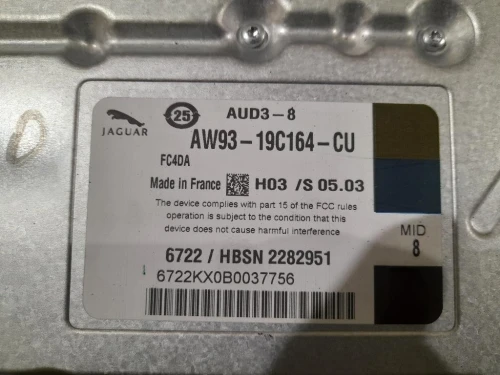 JAGUAR
25
AUD3-8
AW93-19C164-CU
FC4DA
Made in France H03 /S 05.03
The device complies with part 15 of the FCC rules
operation is subject to the condition that this
device does not cause harmful interference
6722 / HBSN 2282951
6722KX0B0037756
MID
8